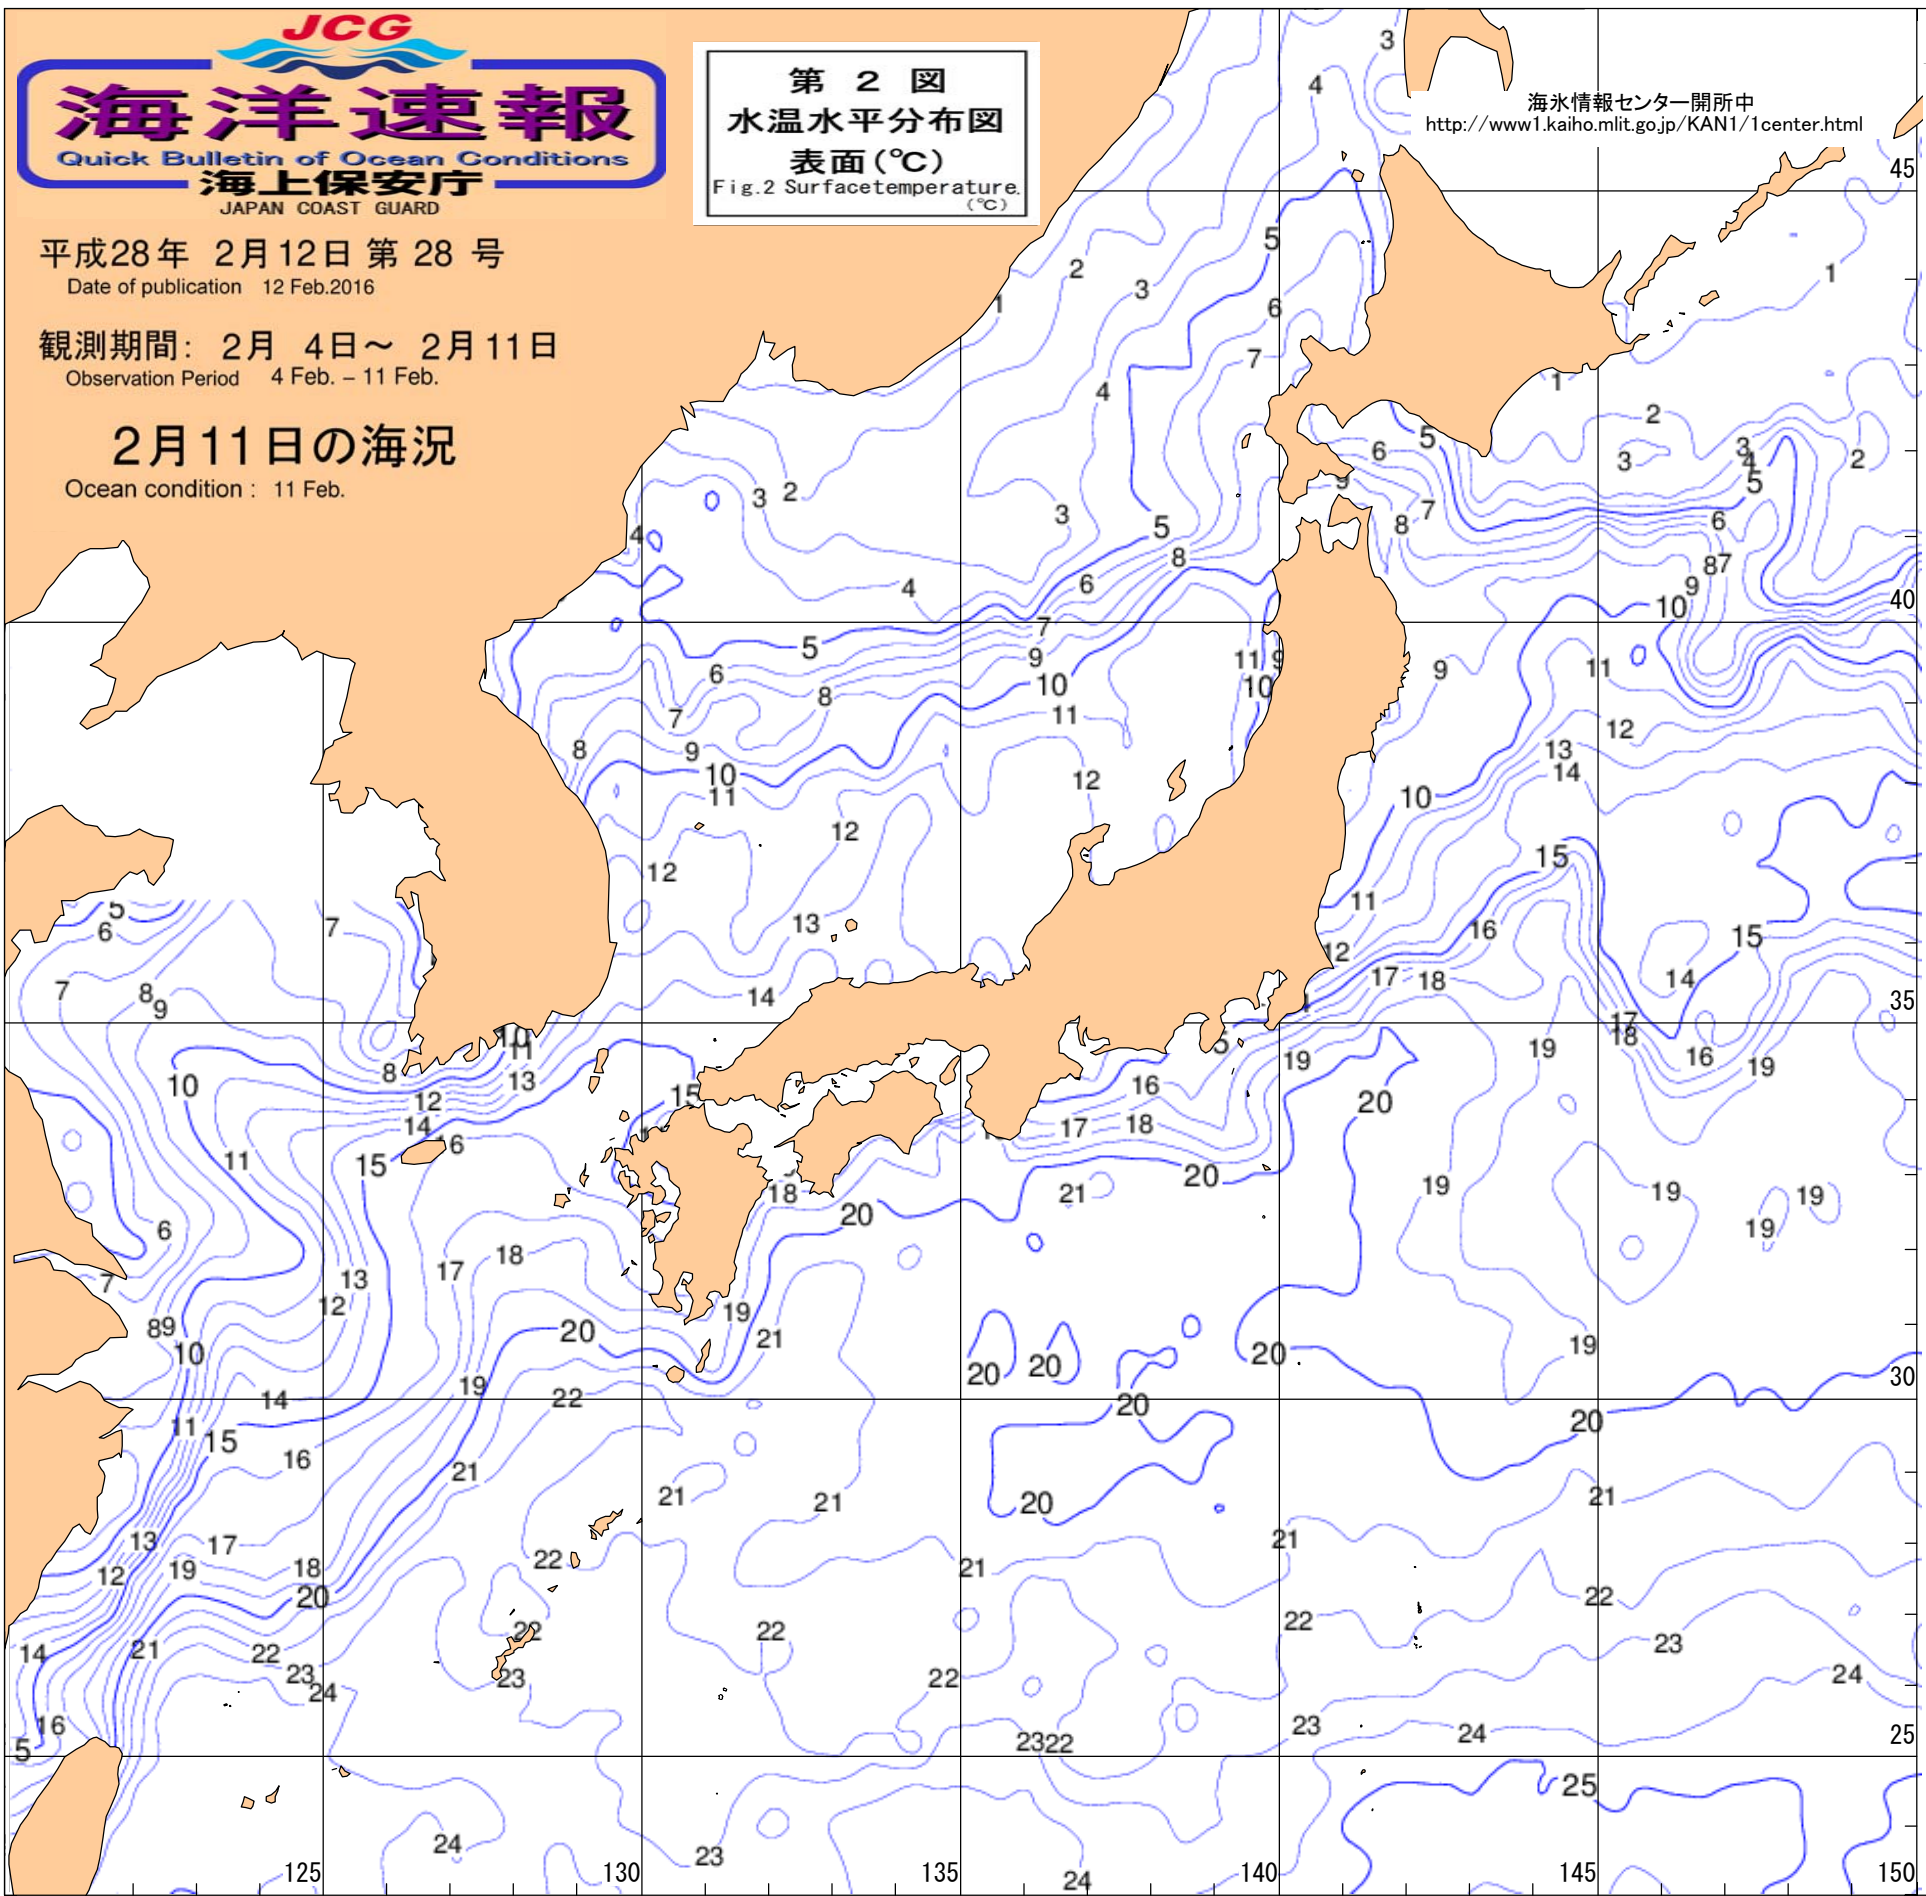 JCG
海洋速報
Quick Bulletin of Ocean Conditions
海上保安庁
JAPAN COAST GUARD
第 2 図
水温水平分布図
表面(℃)
Fig.2 Surfacetemperature.
(℃)
海氷情報センター開所中
http://www1.kaiho.mlit.go.jp/KAN1/1center.html
平成28年 2月12日 第 28 号
Date of publication 12 Feb.2016
観測期間: 2月 4日～ 2月11日
Observation Period 4 Feb. – 11 Feb.
2月11日の海況
Ocean condition : 11 Feb.
45
40
35
30
25
125
130
135
140
145
150